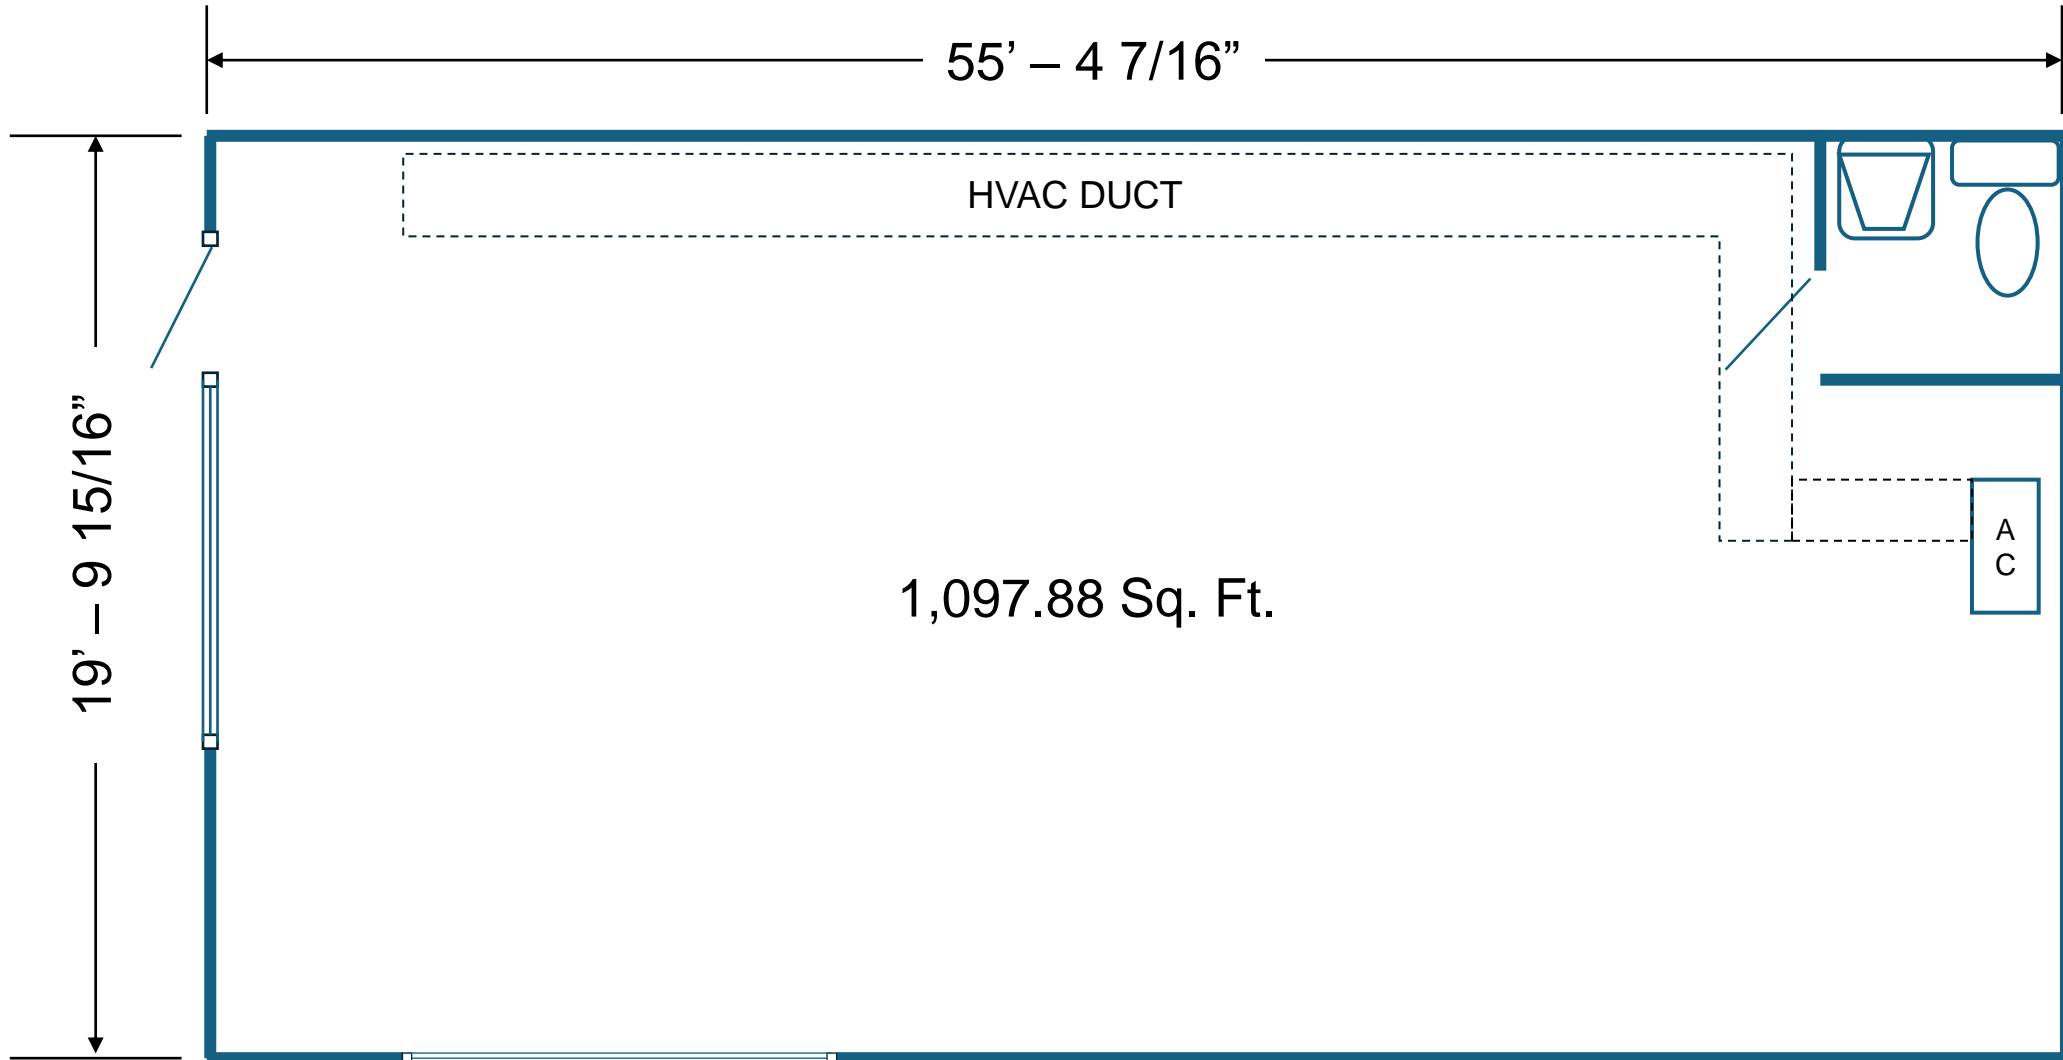 55’ – 4 7/16”
HVAC DUCT
19’ – 9 15/16”
A
C
1,097.88 Sq. Ft.